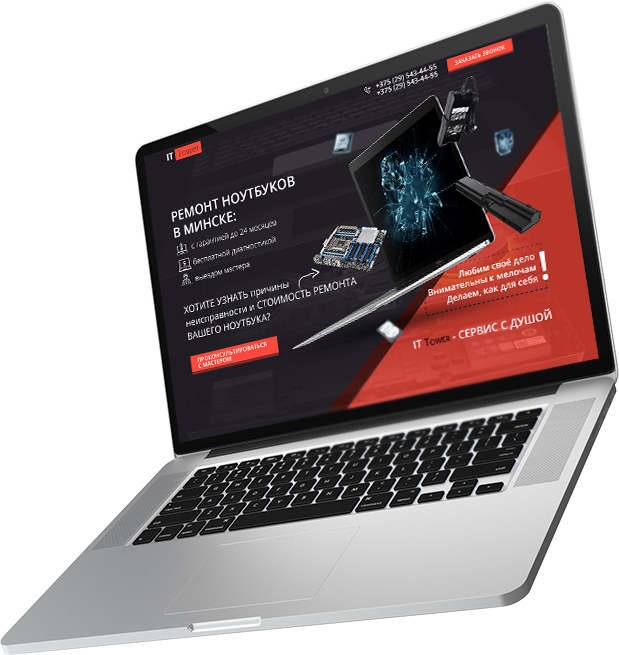 ЗАКАЗАТЬ ЗВОНОК
+375 (29) 543-44-55
+375 (29) 543-44-55
IT Tower
РЕМОНТ НОУТБУКОВ
В МИНСКЕ:
с гарантией до 24 месяцев
бесплатной диагностикой
выездом мастера
ХОТИТЕ УЗНАТЬ причины
неисправности и СТОИМОСТЬ РЕМОНТА
ВАШЕГО НОУТБУКА?
ПРОКОНСУЛЬТИРОВАТЬСЯ
С МАСТЕРОМ
Любим своё дело
Внимательны к мелочам
Делаем, как для себя
!
IT Tower - СЕРВИС С ДУШОЙ